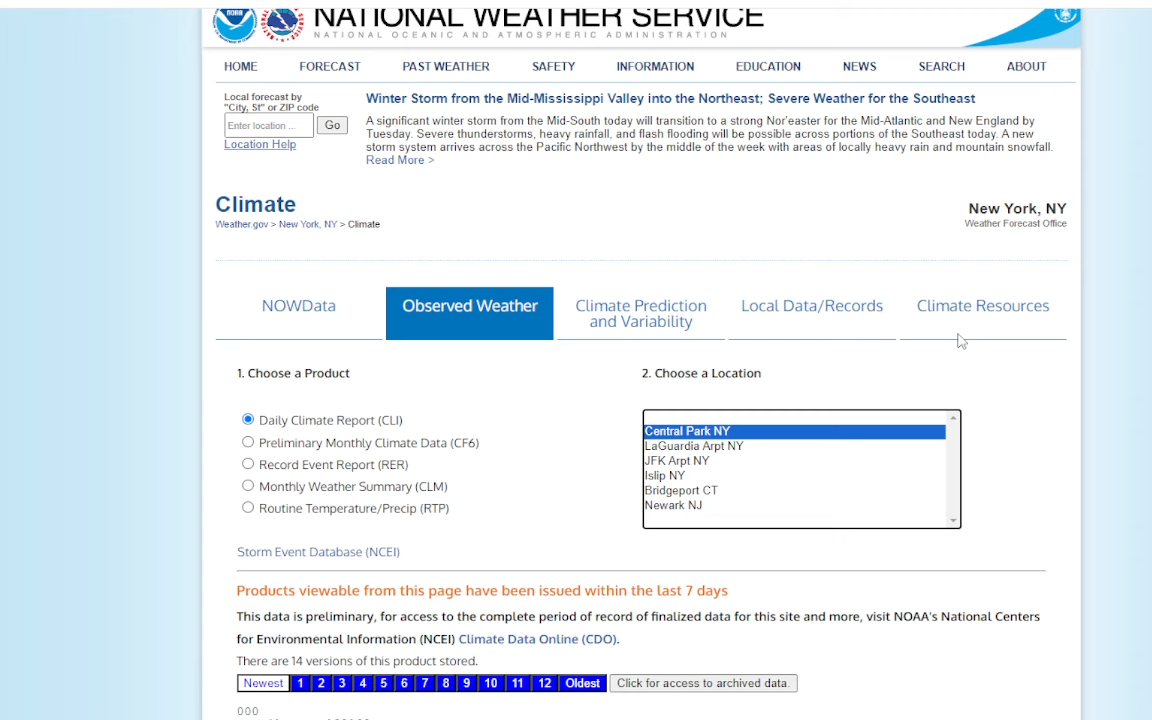 NOAA
NATIONAL WEATHER SERVICE
NATIONAL OCEANIC AND ATMOSPHERIC ADMINISTRATION
HOME FORECAST PAST WEATHER SAFETY INFORMATION EDUCATION NEWS SEARCH ABOUT
Local forecast by
"City, St" or ZIP code
Enter location ... Go
Location Help
Winter Storm from the Mid-Mississippi Valley into the Northeast; Severe Weather for the Southeast
A significant winter storm from the Mid-South today will transition to a strong Nor'easter for the Mid-Atlantic and New England by
Tuesday. Severe thunderstorms, heavy rainfall, and flash flooding will be possible across portions of the Southeast today. A new
storm system arrives across the Pacific Northwest by the middle of the week with areas of locally heavy rain and mountain snowfall.
Read More >
Climate
Weather.gov > New York, NY > Climate
New York, NY
Weather Forecast Office
NOWData
Observed Weather
Climate Prediction
and Variability
Local Data/Records
Climate Resources
1. Choose a Product
Daily Climate Report (CLI)
Preliminary Monthly Climate Data (CF6)
Record Event Report (RER)
Monthly Weather Summary (CLM)
Routine Temperature/Precip (RTP)
2. Choose a Location
Central Park NY
LaGuardia Arpt NY
JFK Arpt NY
Islip NY
Bridgeport CT
Newark NJ
Storm Event Database (NCEI)
Products viewable from this page have been issued within the last 7 days
This data is preliminary, for access to the complete period of record of finalized data for this site and more, visit NOAA's National Centers
for Environmental Information (NCEI) Climate Data Online (CDO).
There are 14 versions of this product stored.
Newest 1 2 3 4 5 6 7 8 9 10 11 12 Oldest Click for access to archived data.
000